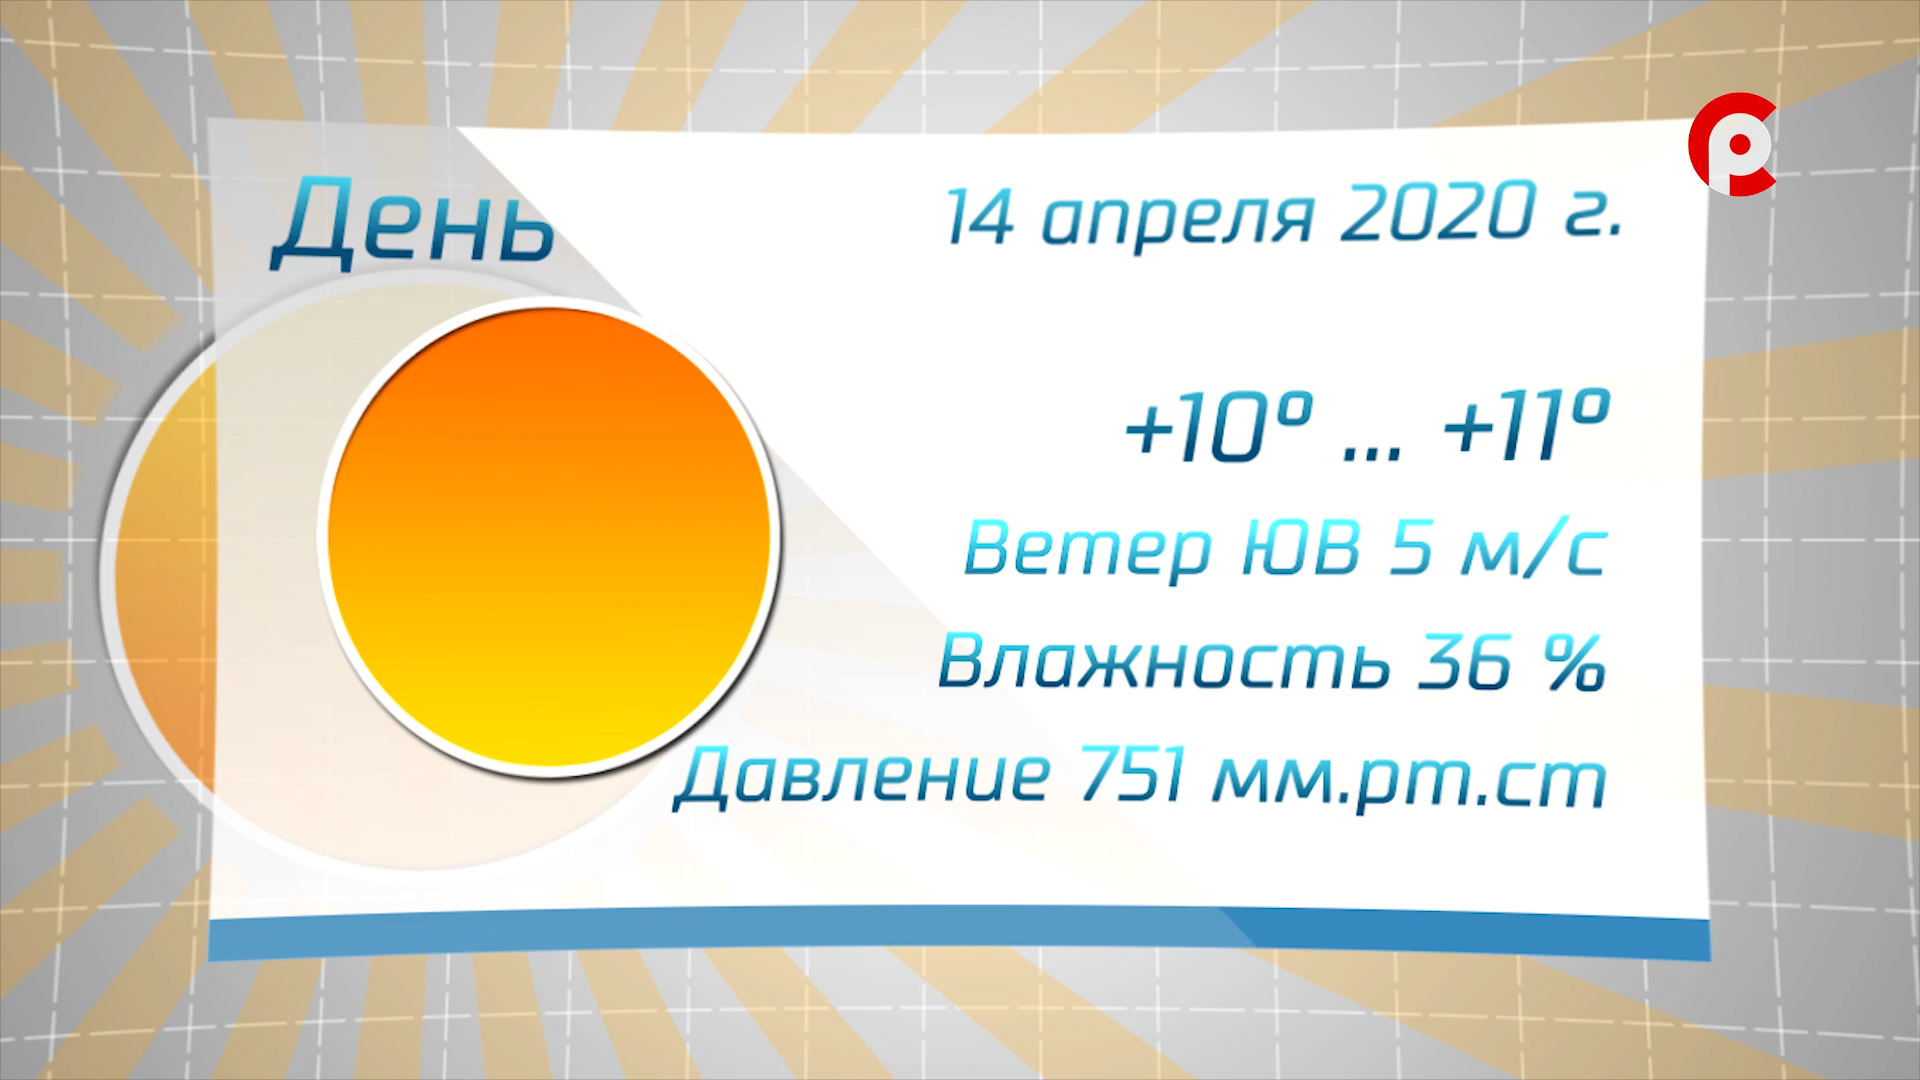 День
14 апреля 2020 г.
+10° ... +11°
Ветер ЮВ 5 м/с
Влажность 36 %
Давление 751 мм.рт.ст